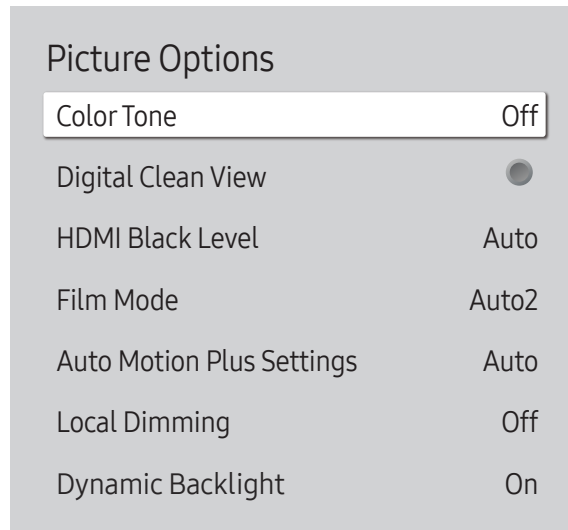 Picture Options
Color Tone Off
Digital Clean View
HDMI Black Level Auto
Film Mode Auto2
Auto Motion Plus Settings Auto
Local Dimming Off
Dynamic Backlight On